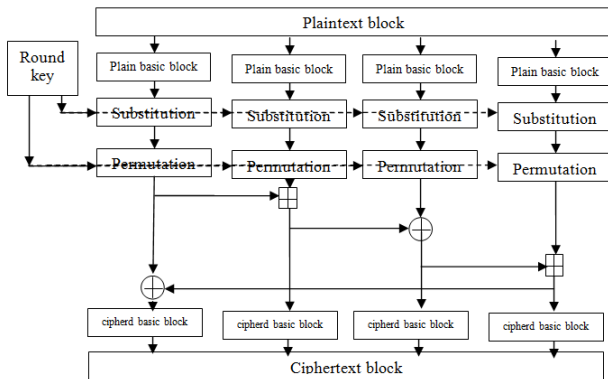 Plaintext block
Round
key
Plain basic block
Plain basic block
Plain basic block
Plain basic block
Substitution
Substitution
Substitution
Substitution
Permutation
Permutation
Permutation
Permutation
cipherd basic block
cipherd basic block
cipherd basic block
cipherd basic block
Ciphertext block